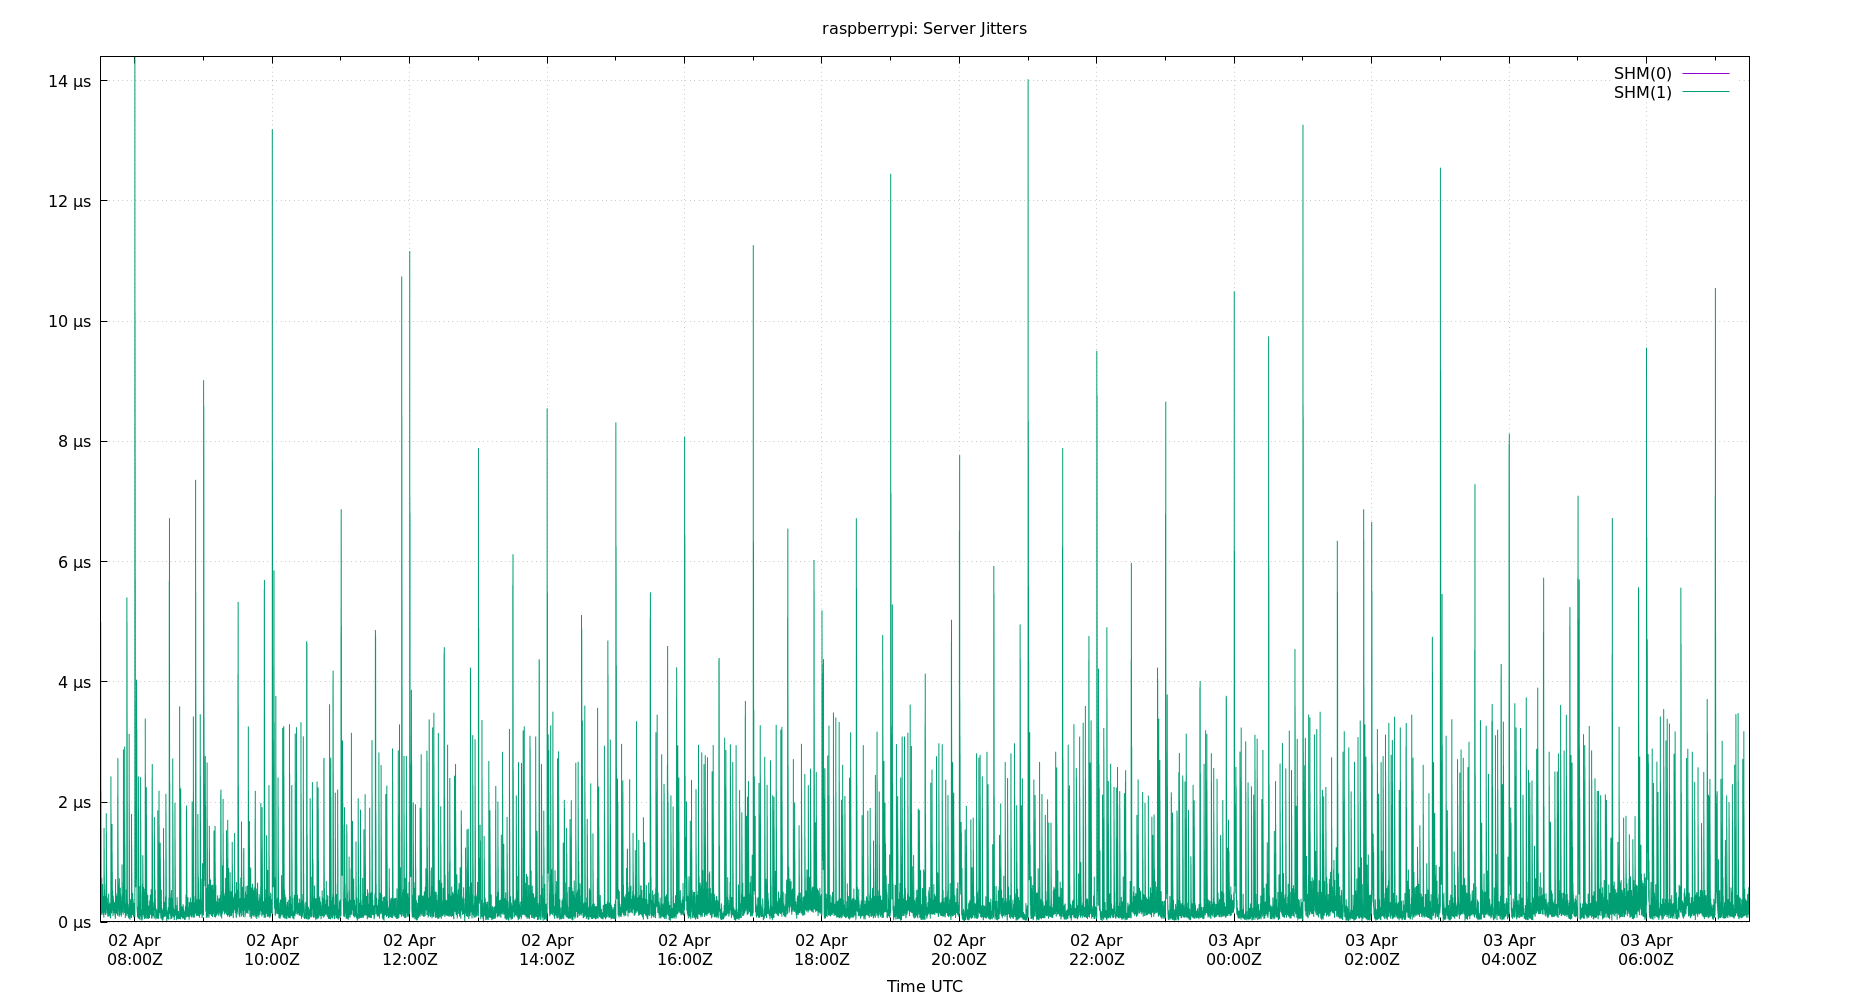 raspberrypi: Server Jitters
SHM(0)
SHM(1)
14 µs
12 µs
10 µs
8 µs
6 µs
4 µs
2 µs
0 µs
02 Apr 02 Apr 02 Apr 02 Apr 02 Apr 02 Apr 02 Apr 02 Apr 03 Apr 03 Apr 03 Apr 03 Apr
08:00Z 10:00Z 12:00Z 14:00Z 16:00Z 18:00Z 20:00Z 22:00Z 00:00Z 02:00Z 04:00Z 06:00Z
Time UTC